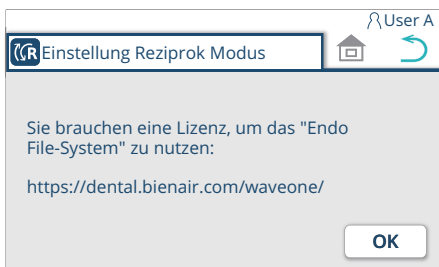 User A
R Einstellung Reziprok Modus
Sie brauchen eine Lizenz, um das "Endo
File-System" zu nutzen:
https://dental.bienair.com/waveone/
OK